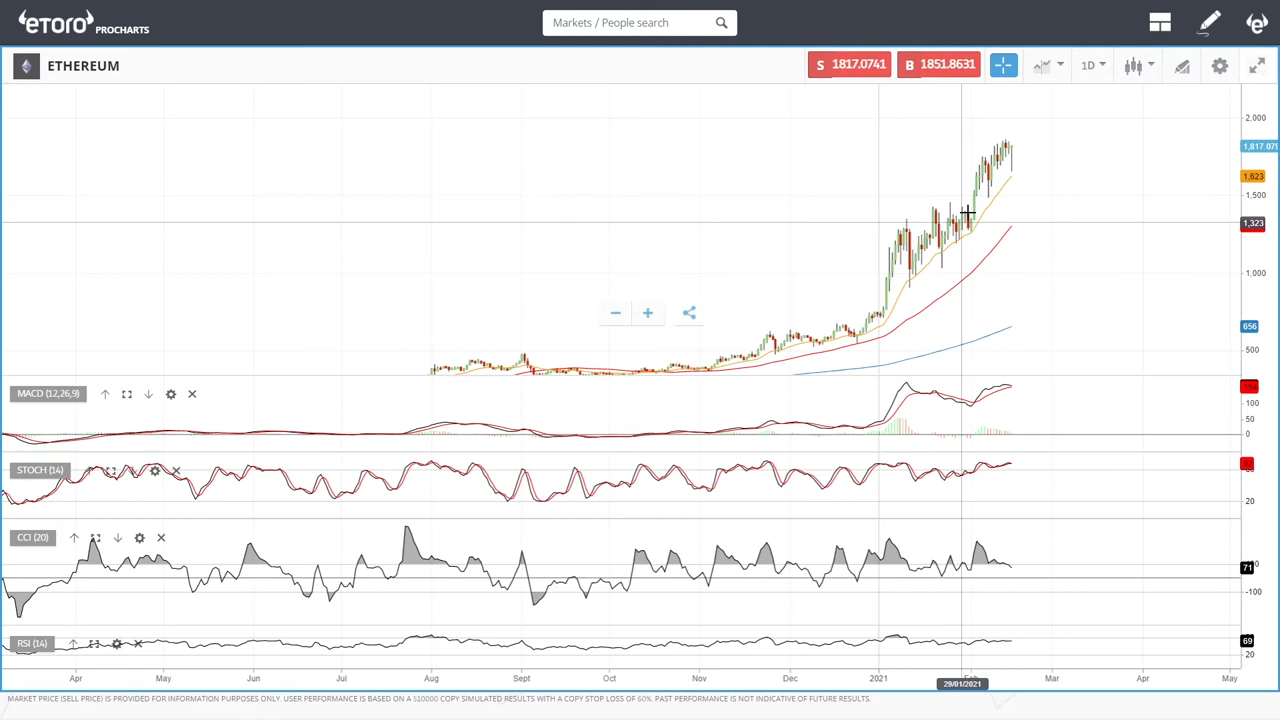 eToro PROCHARTS
Markets / People search
ETHEREUM
S 1817.0741
B 1851.8631
1D
2,000
1,817.079
1,623
1,500
1,323
1,000
656
500
MACD (12,26,9)
100
50
0
STOCH (14)
20
CCI (20)
71
-100
RSI (14)
69
20
Apr May Jun Jul Aug Sept Oct Nov Dec 2021 Feb Mar Apr May
29/01/2021
MARKET PRICE (SELL PRICE) IS PROVIDED FOR INFORMATION PURPOSES ONLY. USER PERFORMANCE IS BASED ON A $10000 COPY SIMULATED RESULTS WITH A COPY STOP LOSS OF 60%. PAST PERFORMANCE IS NOT INDICATIVE OF FUTURE RESULTS.